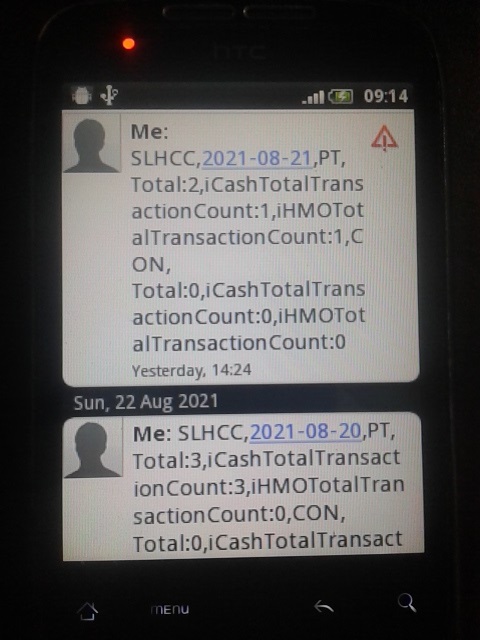 hTC
09:14
Me:
SLHCC,2021-08-21,PT,
Total:2,iCashTotalTrans
actionCount:1,iHMOTot
alTransactionCount:1,C
ON,
Total:0,iCashTotalTrans
actionCount:0,iHMOTot
alTransactionCount:0
Yesterday, 14:24
Sun, 22 Aug 2021
Me: SLHCC,2021-08-20,PT,
Total:3,iCashTotalTransact
ionCount:3,iHMOTotalTran
sactionCount:0,CON,
Total:0,iCashTotalTransact
MENU